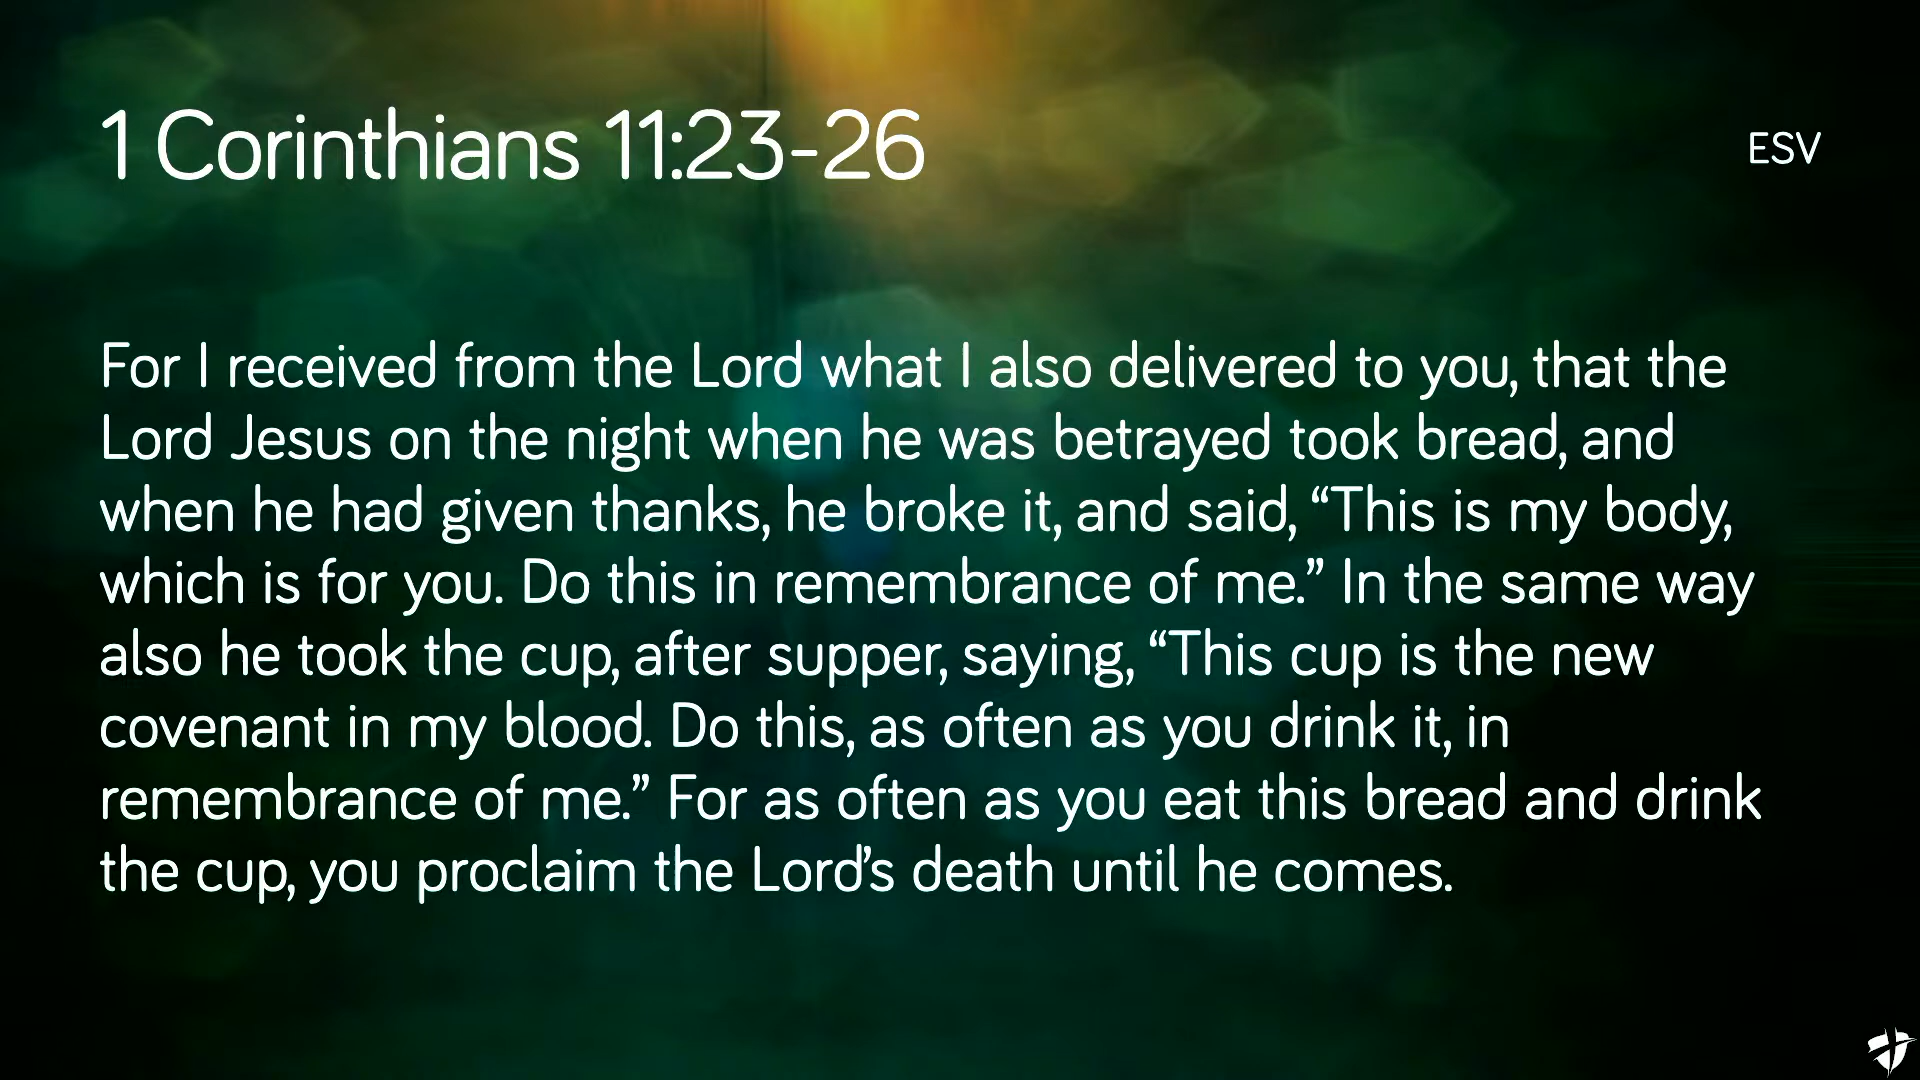 1 Corinthians 11:23-26
ESV
For I received from the Lord what I also delivered to you, that the
Lord Jesus on the night when he was betrayed took bread, and
when he had given thanks, he broke it, and said, “This is my body,
which is for you. Do this in remembrance of me.” In the same way
also he took the cup, after supper, saying, “This cup is the new
covenant in my blood. Do this, as often as you drink it, in
remembrance of me.” For as often as you eat this bread and drink
the cup, you proclaim the Lord’s death until he comes.